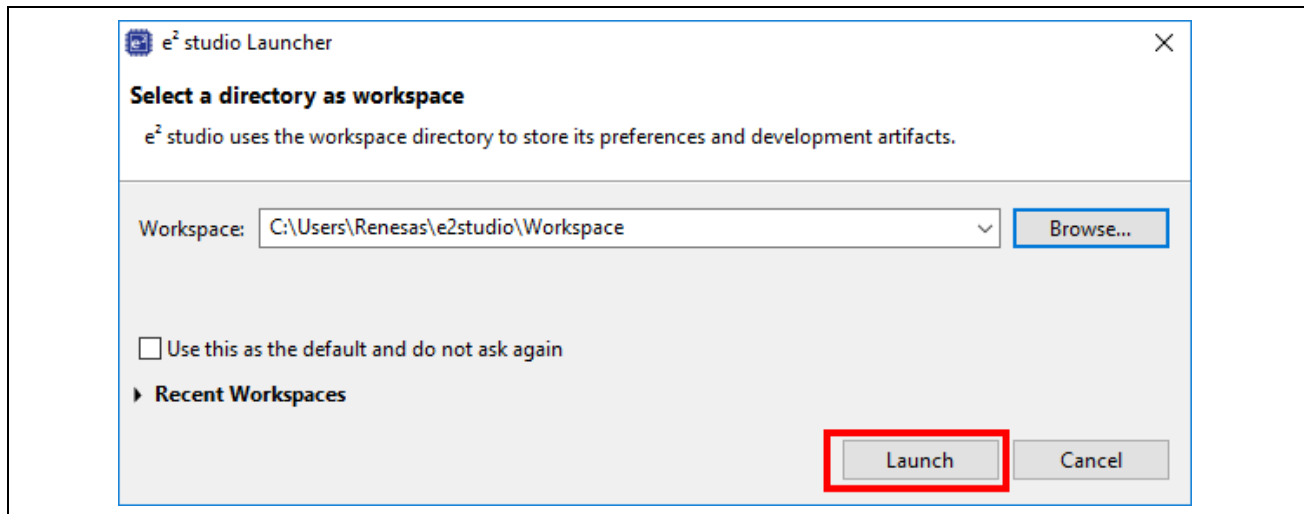 e² studio Launcher
Select a directory as workspace
e² studio uses the workspace directory to store its preferences and development artifacts.
Workspace: C:\Users\Renesas\e2studio\Workspace Browse...
Use this as the default and do not ask again
Recent Workspaces
Launch Cancel